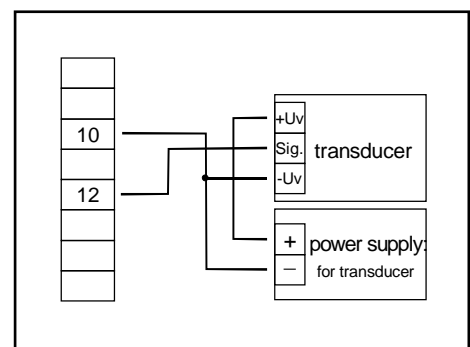 10
12
+Uv
Sig.
-Uv
transducer
+
−
power supply:
for transducer